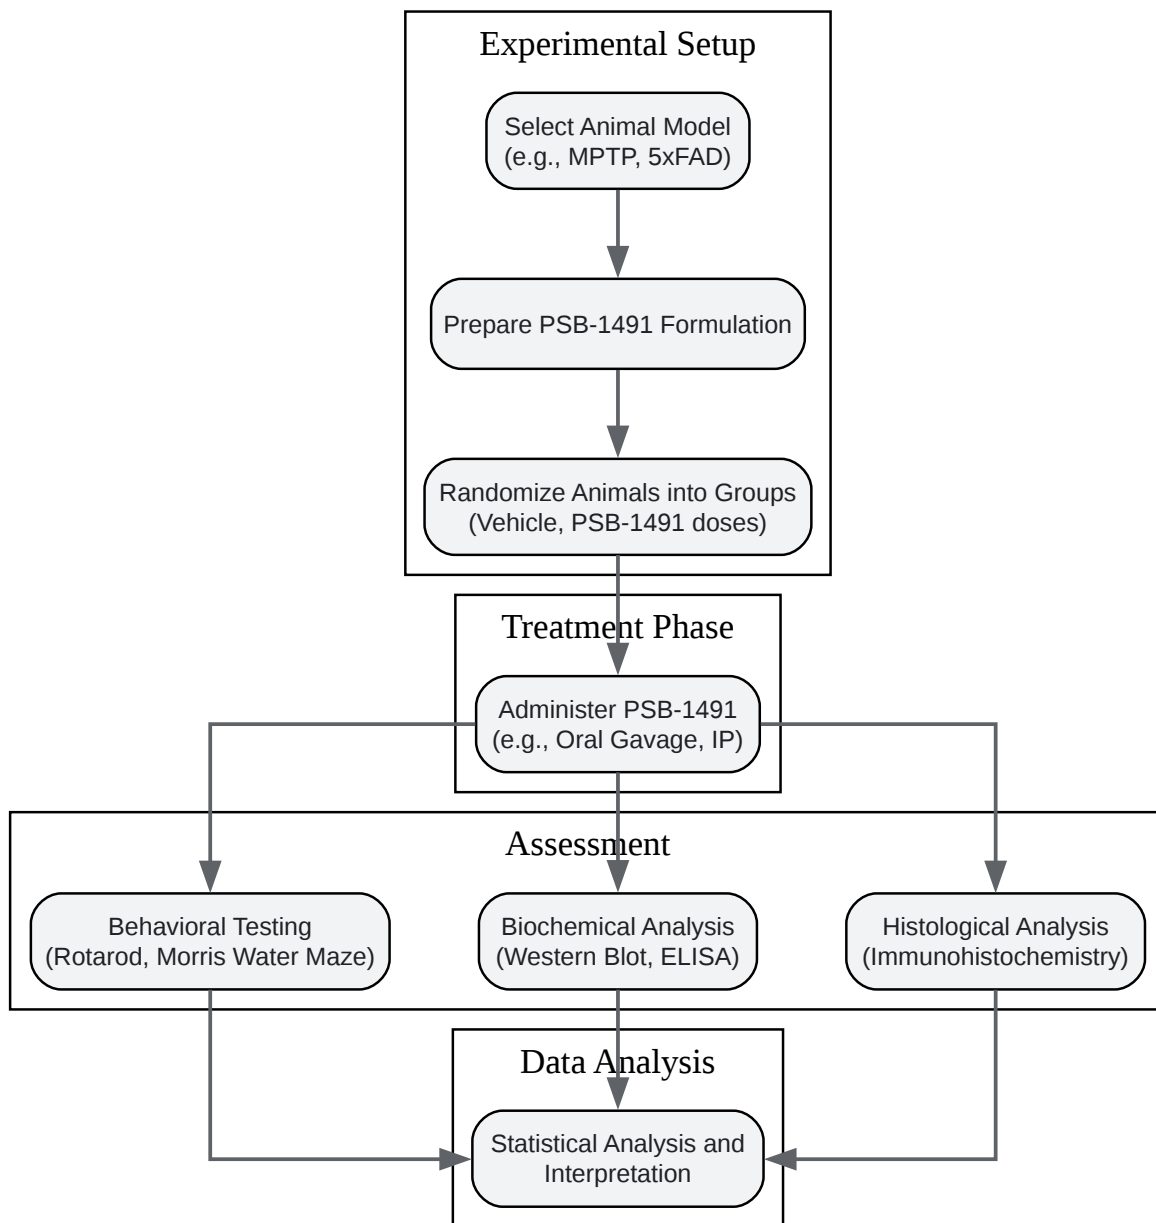 Experimental Setup
Select Animal Model
(e.g., MPTP, 5xFAD)
Prepare PSB-1491 Formulation
Randomize Animals into Groups
(Vehicle, PSB-1491 doses)
Treatment Phase
Administer PSB-1491
(e.g., Oral Gavage, IP)
Assessment
Behavioral Testing
(Rotarod, Morris Water Maze)
Biochemical Analysis
(Western Blot, ELISA)
Histological Analysis
(Immunohistochemistry)
Data Analysis
Statistical Analysis and
Interpretation